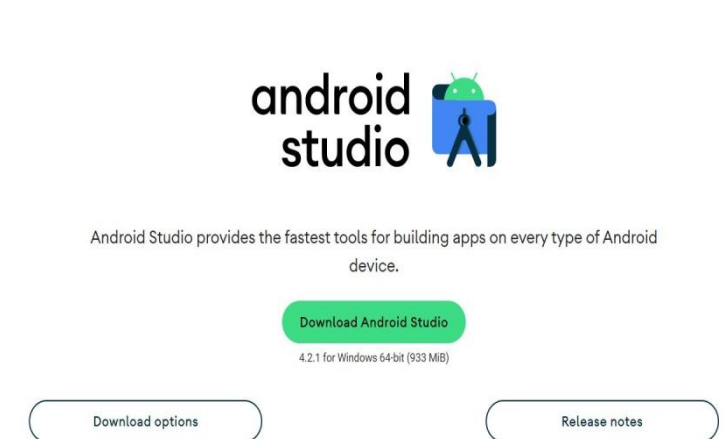 android
studio
Android Studio provides the fastest tools for building apps on every type of Android
device.
Download Android Studio
4.2.1 for Windows 64-bit (933 MiB)
Download options
Release notes